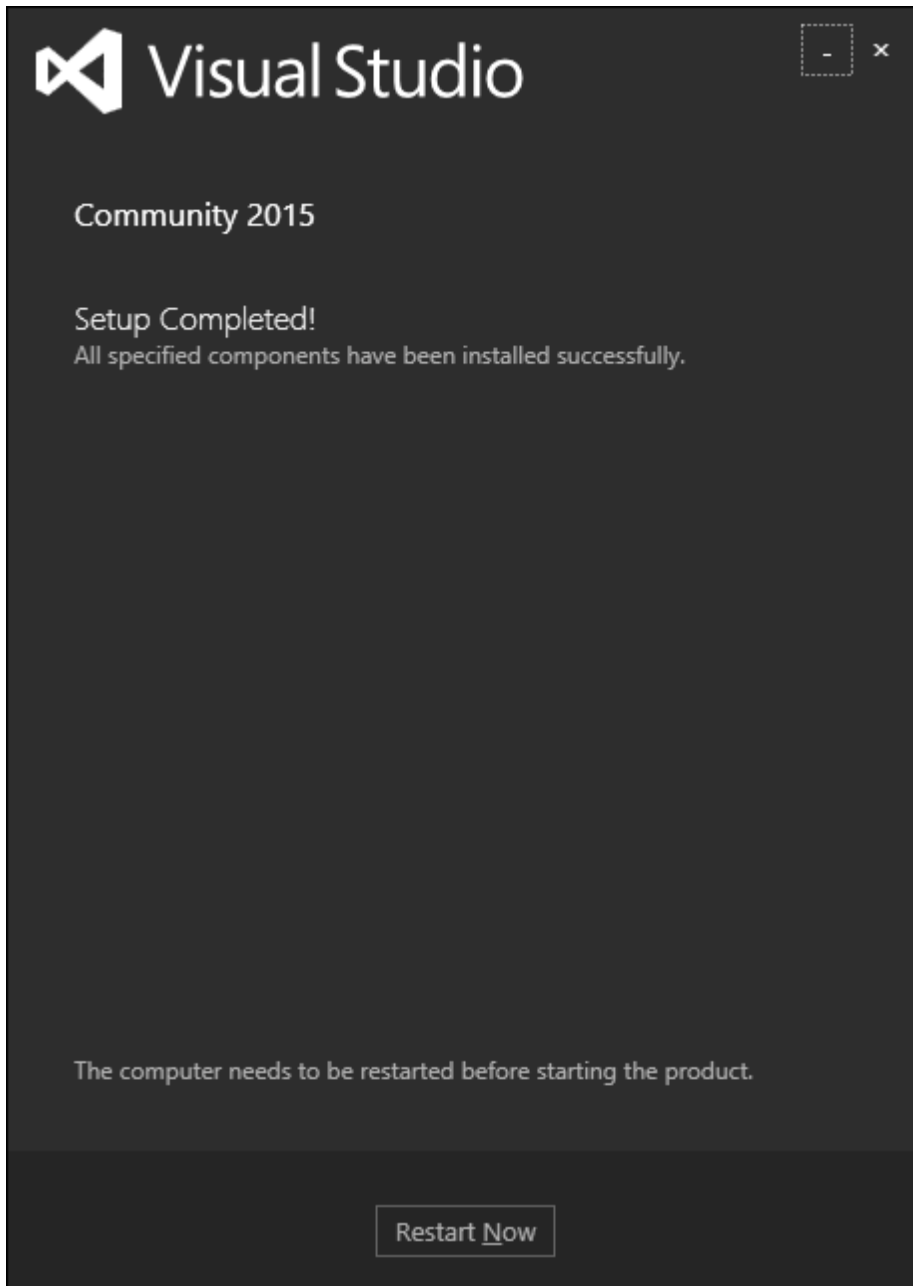 Visual Studio
Community 2015
Setup Completed!
All specified components have been installed successfully.
The computer needs to be restarted before starting the product.
Restart Now